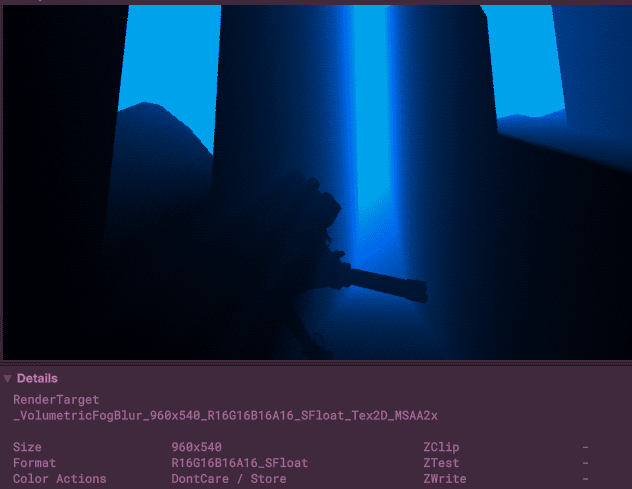 Details
RenderTarget
_VolumetricFogBlur_960x540_R16G16B16A16_SFloat_Tex2D_MSAA2x
Size 960x540 ZClip -
Format R16G16B16A16_SFloat ZTest -
Color Actions DontCare / Store ZWrite -